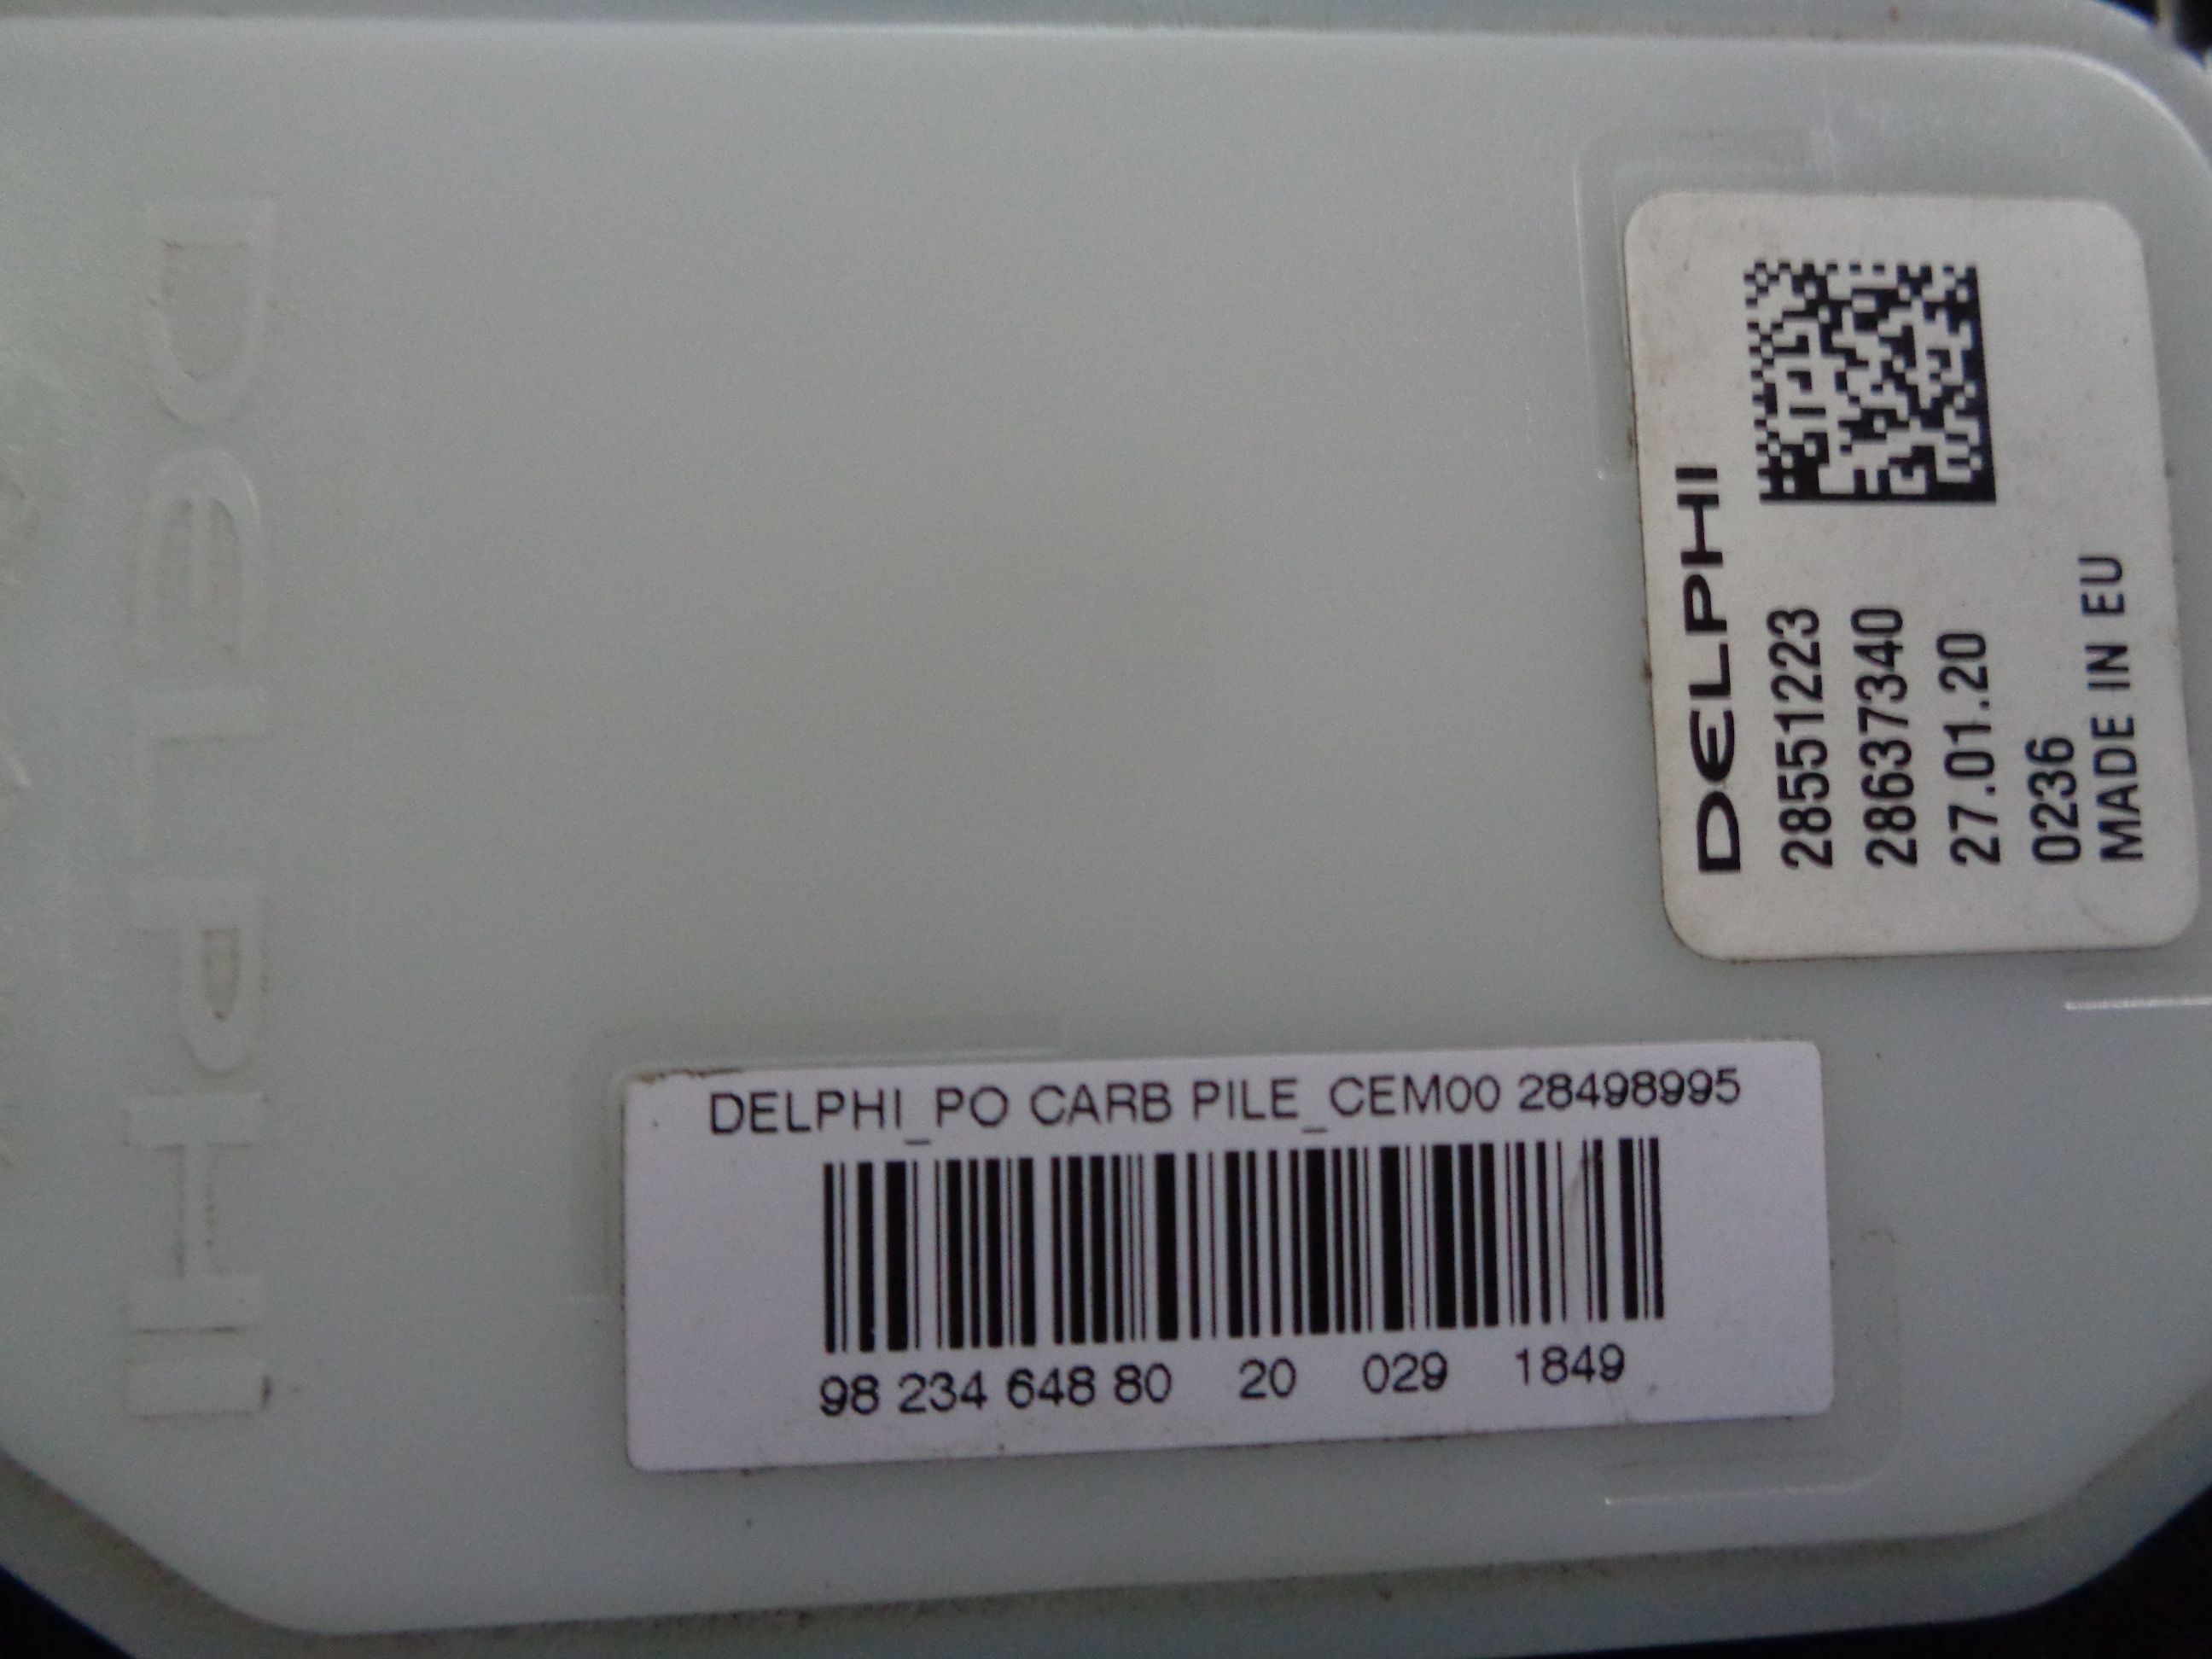 DELPHI
DELPHI
28551223
28637340
27.01.20
0236
MADE IN EU
DELPHI_PO CARB PILE_CEM00 28498995
98 234 648 80 20 029 1849